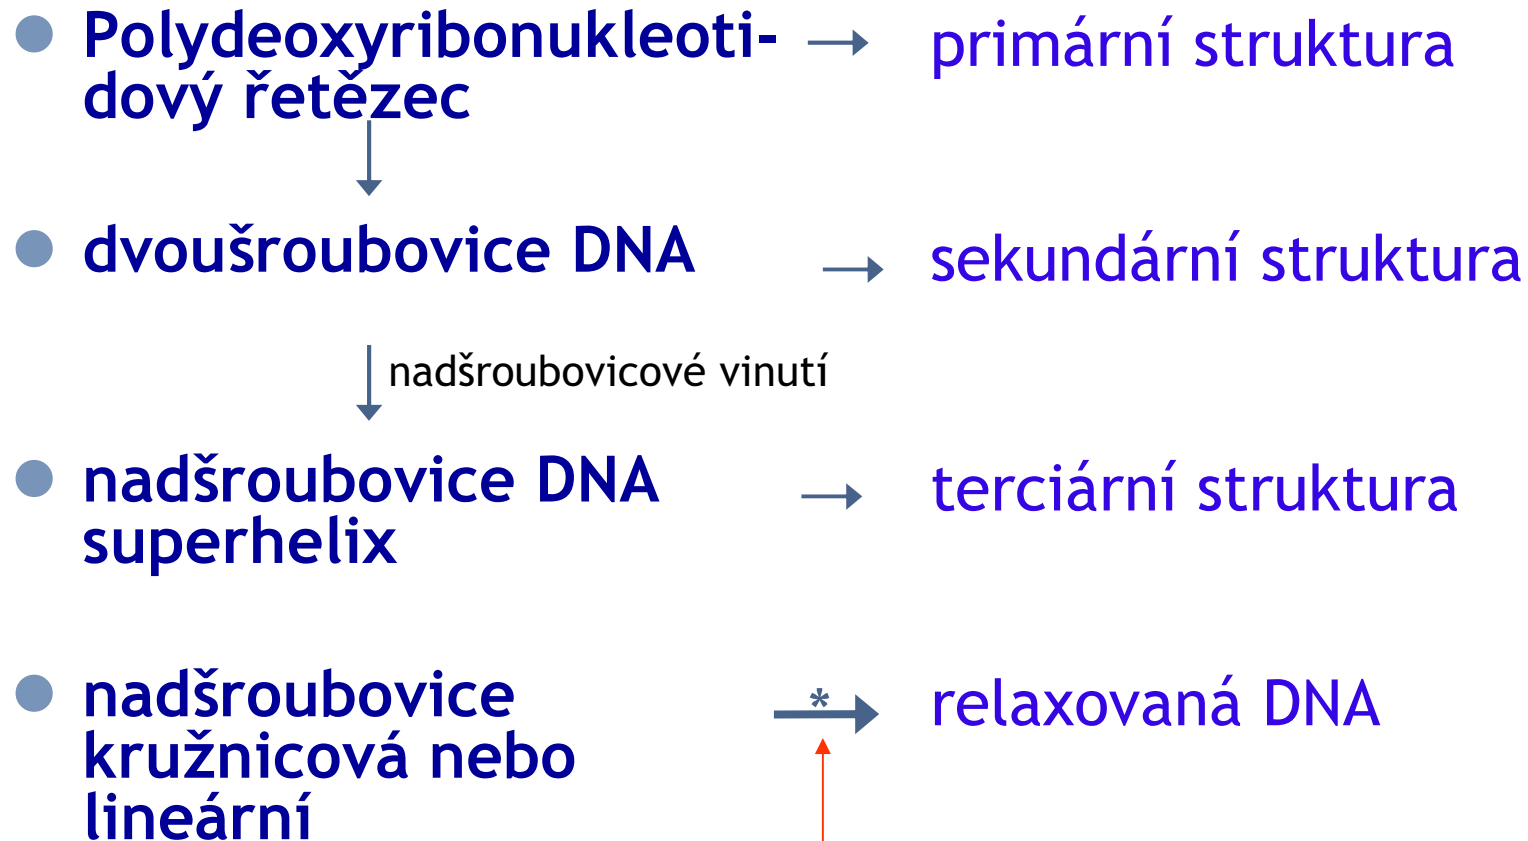 Polydeoxyribonukleoti-
dový řetězec
primární struktura
dvoušroubovice DNA
sekundární struktura
nadšroubovicové vinutí
nadšroubovice DNA
superhelix
terciární struktura
nadšroubovice
kružnicová nebo
lineární
*
relaxovaná DNA